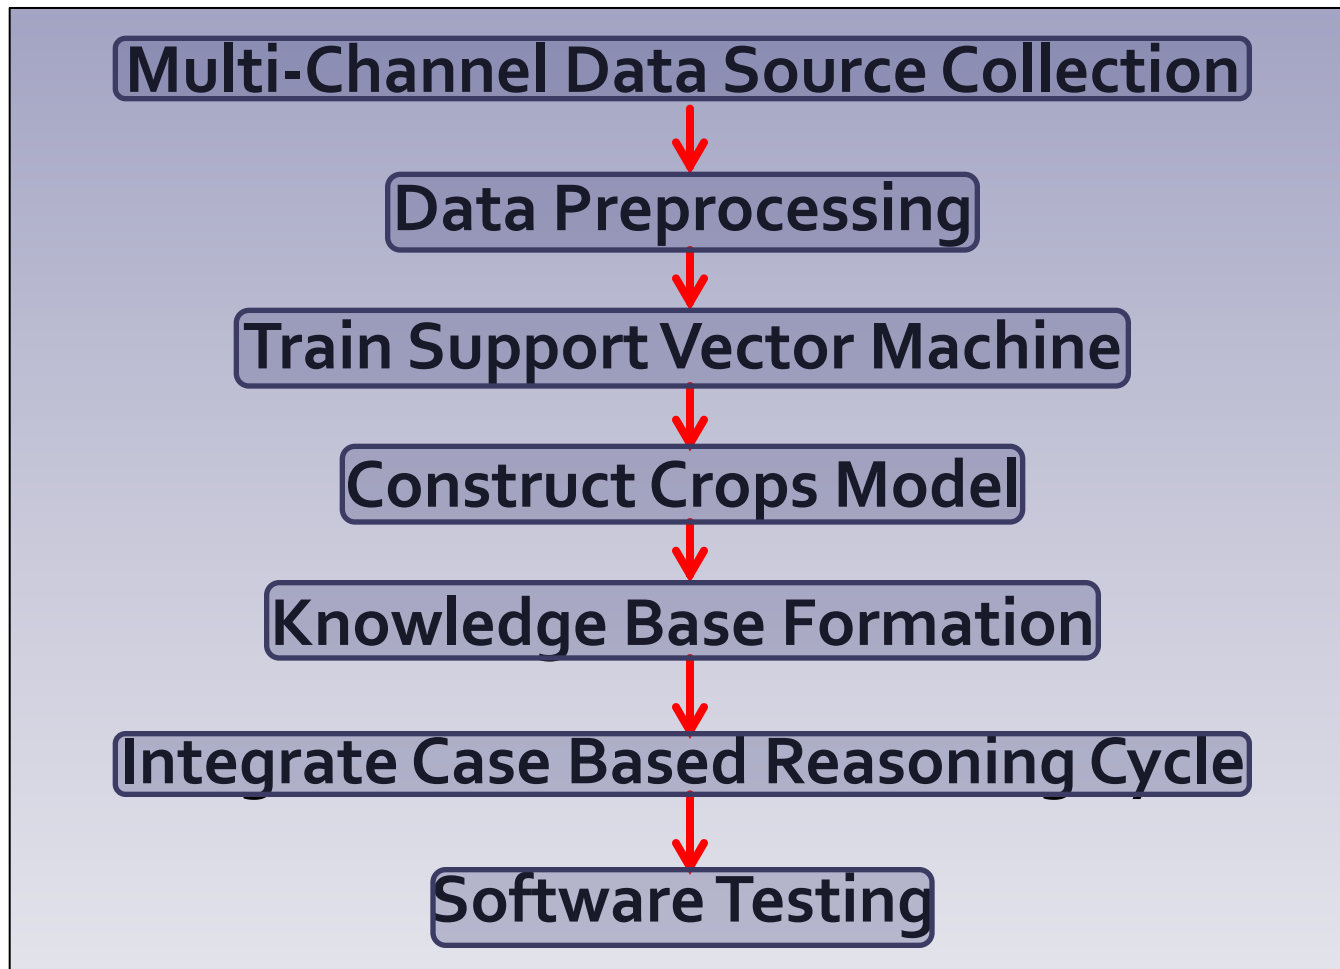 Multi-Channel Data Source Collection
Data Preprocessing
Train Support Vector Machine
Construct Crops Model
Knowledge Base Formation
Integrate Case Based Reasoning Cycle
Software Testing